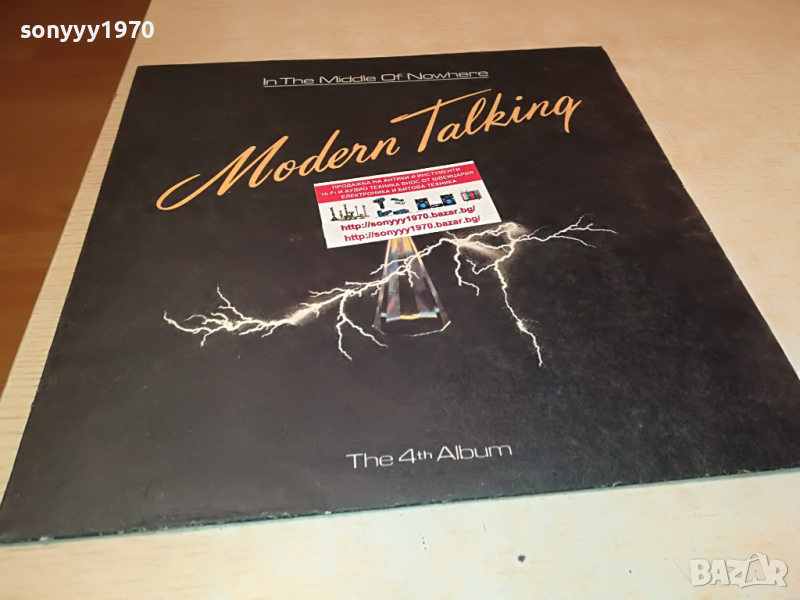 sonyyy1970
In The Middle Of Nowhere
Modern Talking
ПРОДАЖБА НА АНТИКИ И ИНСТУМЕНТИ
HI-FI И АУДИО ТЕХНИКА ВНОС ОТ ШВЕЙЦАРИЯ
ЕЛЕКТРОНИКА И БИТОВА ТЕХНИКА
http://sonyyy1970.bazar.bg/
http://sonyyy1970.bazar.bg/
The 4th Album
BAZAR